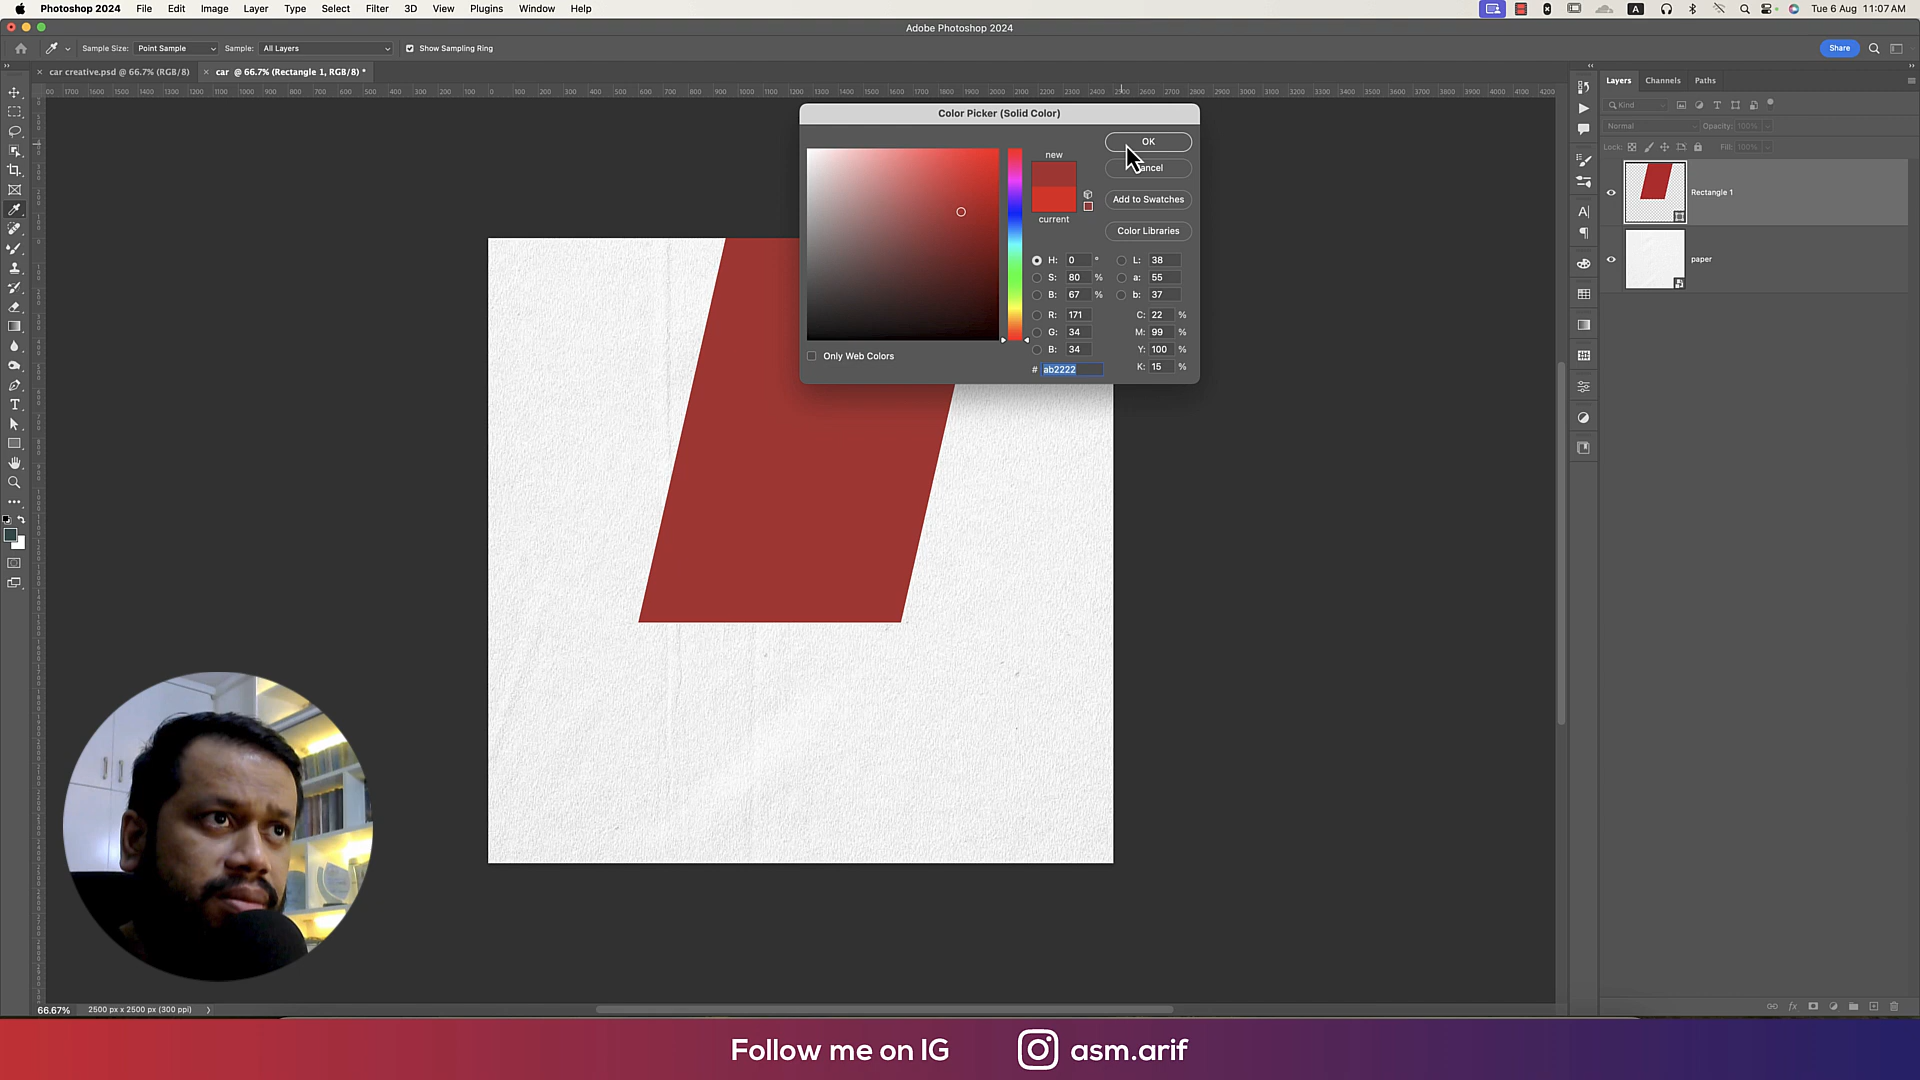 Photoshop 2024 File Edit Image Layer Type Select Filter 3D View Plugins Window Help A Tue 6 Aug 11:07 AM
Adobe Photoshop 2024
Sample Size: Point Sample Sample: All Layers Show Sampling Ring Share
car creative.psd @ 66.7% (RGB/8) car @ 66.7% (Rectangle 1, RGB/8) *
Layers Channels Paths
Kind
Normal Opacity: 100%
Lock: Fill: 100%
Rectangle 1
paper
Color Picker (Solid Color)
new
current
OK
Cancel
Add to Swatches
Color Libraries
H: 0 ° L: 38
S: 80 % a: 55
B: 67 % b: 37
R: 171 C: 22 %
G: 34 M: 99 %
B: 34 Y: 100 %
# ab2222 K: 15 %
Only Web Colors
66.67% 2500 px x 2500 px (300 ppi)
Follow me on IG asm.arif